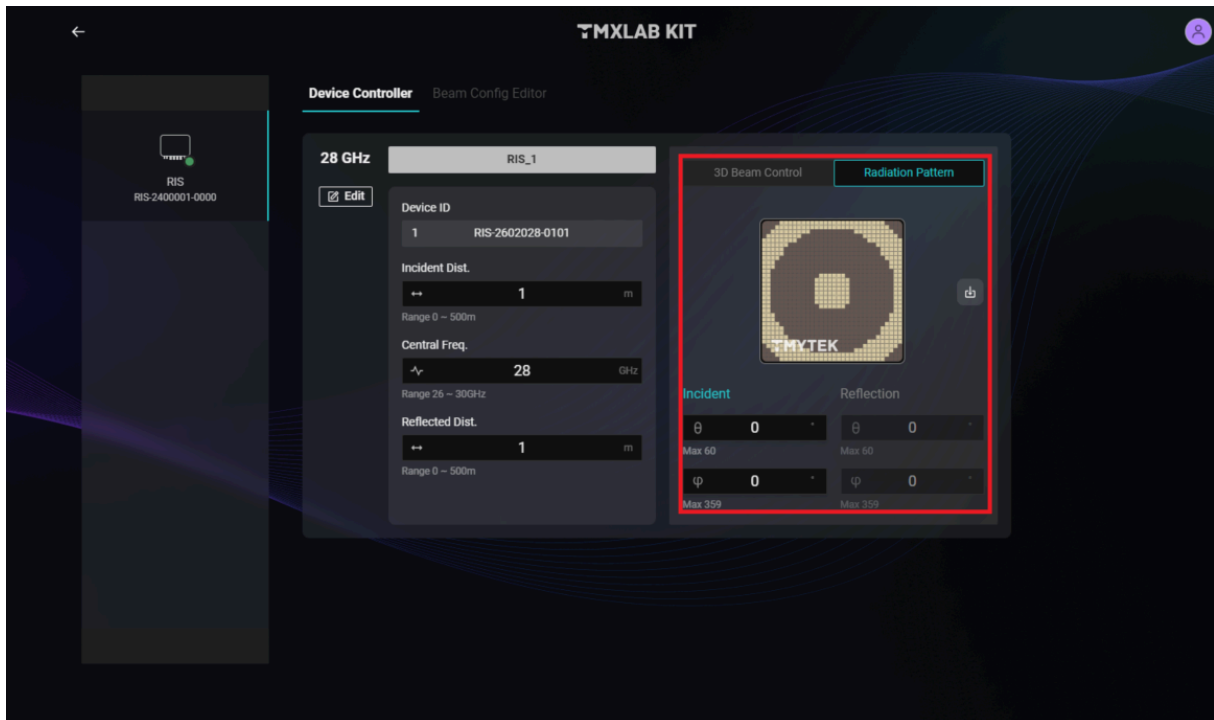 TMXLAB KIT
Device Controller Beam Config Editor
RIS
RIS-2400001-0000
28 GHz
Edit
RIS_1
Device ID
1 RIS-2602028-0101
Incident Dist.
↔ 1 m
Range 0 ~ 500m
Central Freq.
28 GHz
Range 26 ~ 30GHz
Reflected Dist.
↔ 1 m
Range 0 ~ 500m
3D Beam Control Radiation Pattern
TMYTEK
Incident Reflection
θ 0 ° θ 0 °
Max 60 Max 60
φ 0 ° φ 0 °
Max 359 Max 359